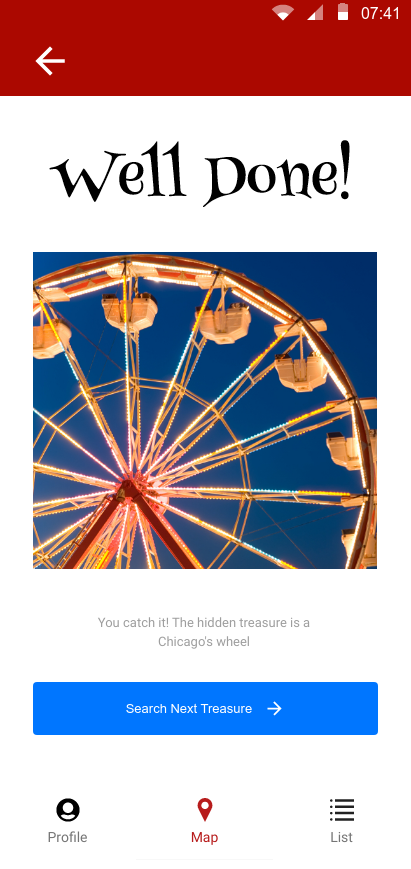 07:41
Well Done!
You catch it! The hidden treasure is a
Chicago's wheel
Search Next Treasure
Profile
Map
List